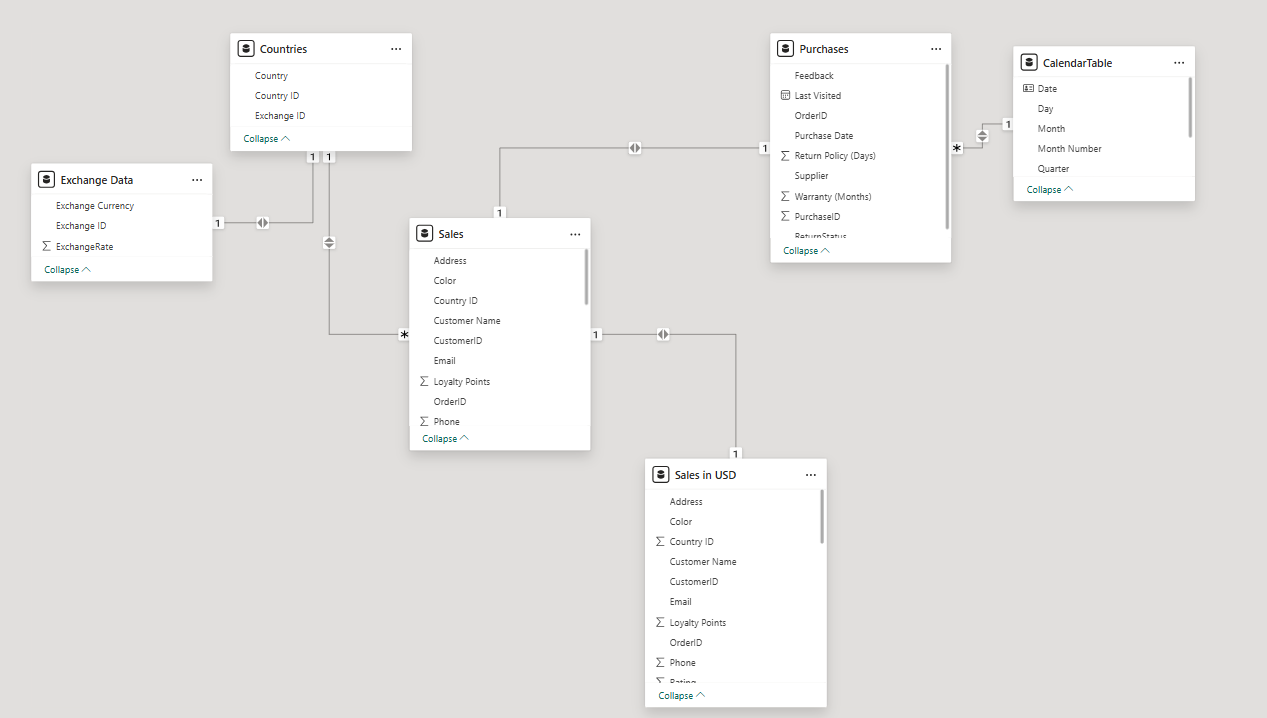 Countries
Country
Country ID
Exchange ID
Collapse
Exchange Data
Exchange Currency
Exchange ID
ExchangeRate
Collapse
Sales
Address
Color
Country ID
Customer Name
CustomerID
Email
Loyalty Points
OrderID
Phone
Collapse
Purchases
Feedback
Last Visited
OrderID
Purchase Date
Return Policy (Days)
Supplier
Warranty (Months)
PurchaseID
ReturnStatus
Collapse
CalendarTable
Date
Day
Month
Month Number
Quarter
Collapse
Sales in USD
Address
Color
Country ID
Customer Name
CustomerID
Email
Loyalty Points
OrderID
Phone
Rating
Collapse
1
1
1
*
1
1
1
1
*
1